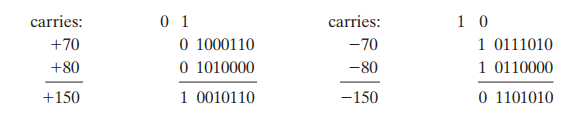 carries: 0 1 carries: 1 0
+70 0 1000110 −70 1 0111010
+80 0 1010000 −80 1 0110000
+150 1 0010110 −150 0 1101010